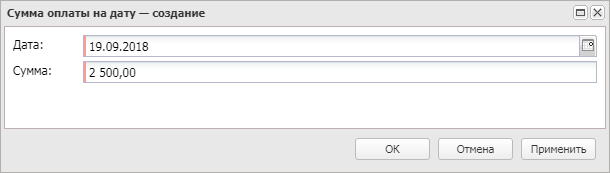 Сумма оплаты на дату — создание
Дата: 19.09.2018
Сумма: 2 500,00
ОК Отмена Применить